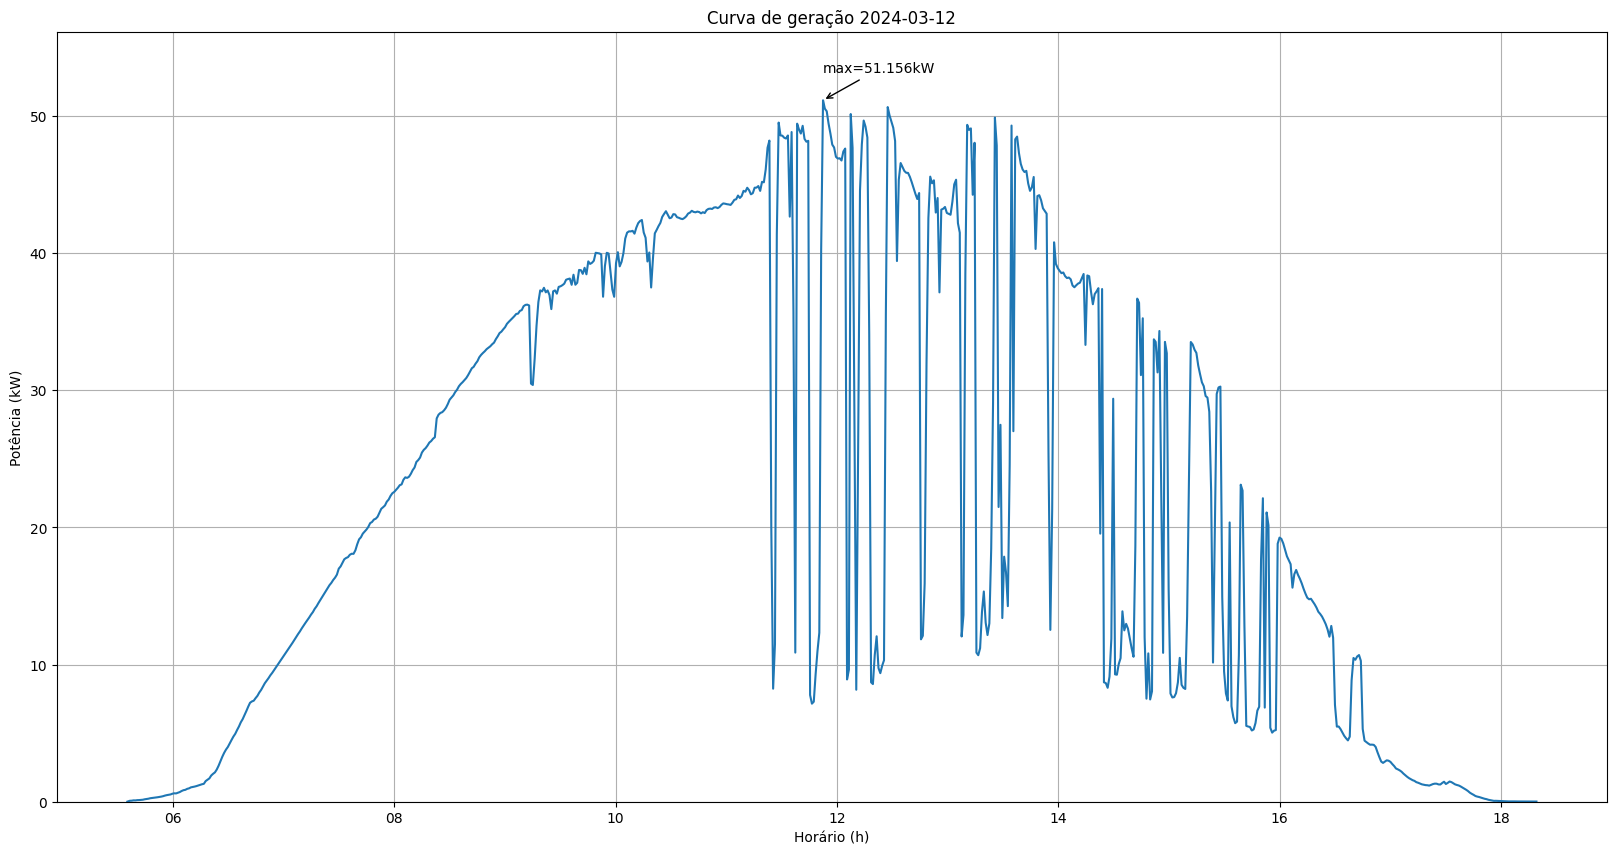 Curva de geração 2024-03-12
max=51.156kW
50
40
30
20
10
0
Potência (kW)
06 08 10 12 14 16 18
Horário (h)